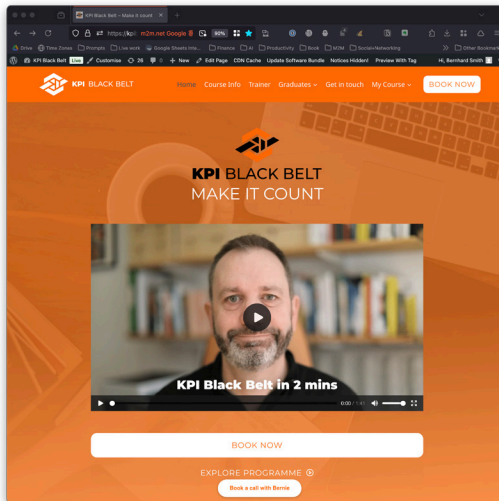 KPI Black Belt – Make it count
https://kpi. m2m.net Google
90%
Drive Time Zones Prompts Live work Google Sheets Inte... Finance AI Productivity Book M2M Social+Networking Other Bookmarks
KPI Black Belt Live Customise 26 0 New Edit Page CDN Cache Update Software Bundle Notices Hidden! Preview With Tag Hi, Bernhard Smith
KPI BLACK BELT Home Course Info Trainer Graduates Get in touch My Course BOOK NOW
KPI BLACK BELT
MAKE IT COUNT
KPI Black Belt in 2 mins
0:00
BOOK NOW
EXPLORE PROGRAMME
Book a call with Bernie